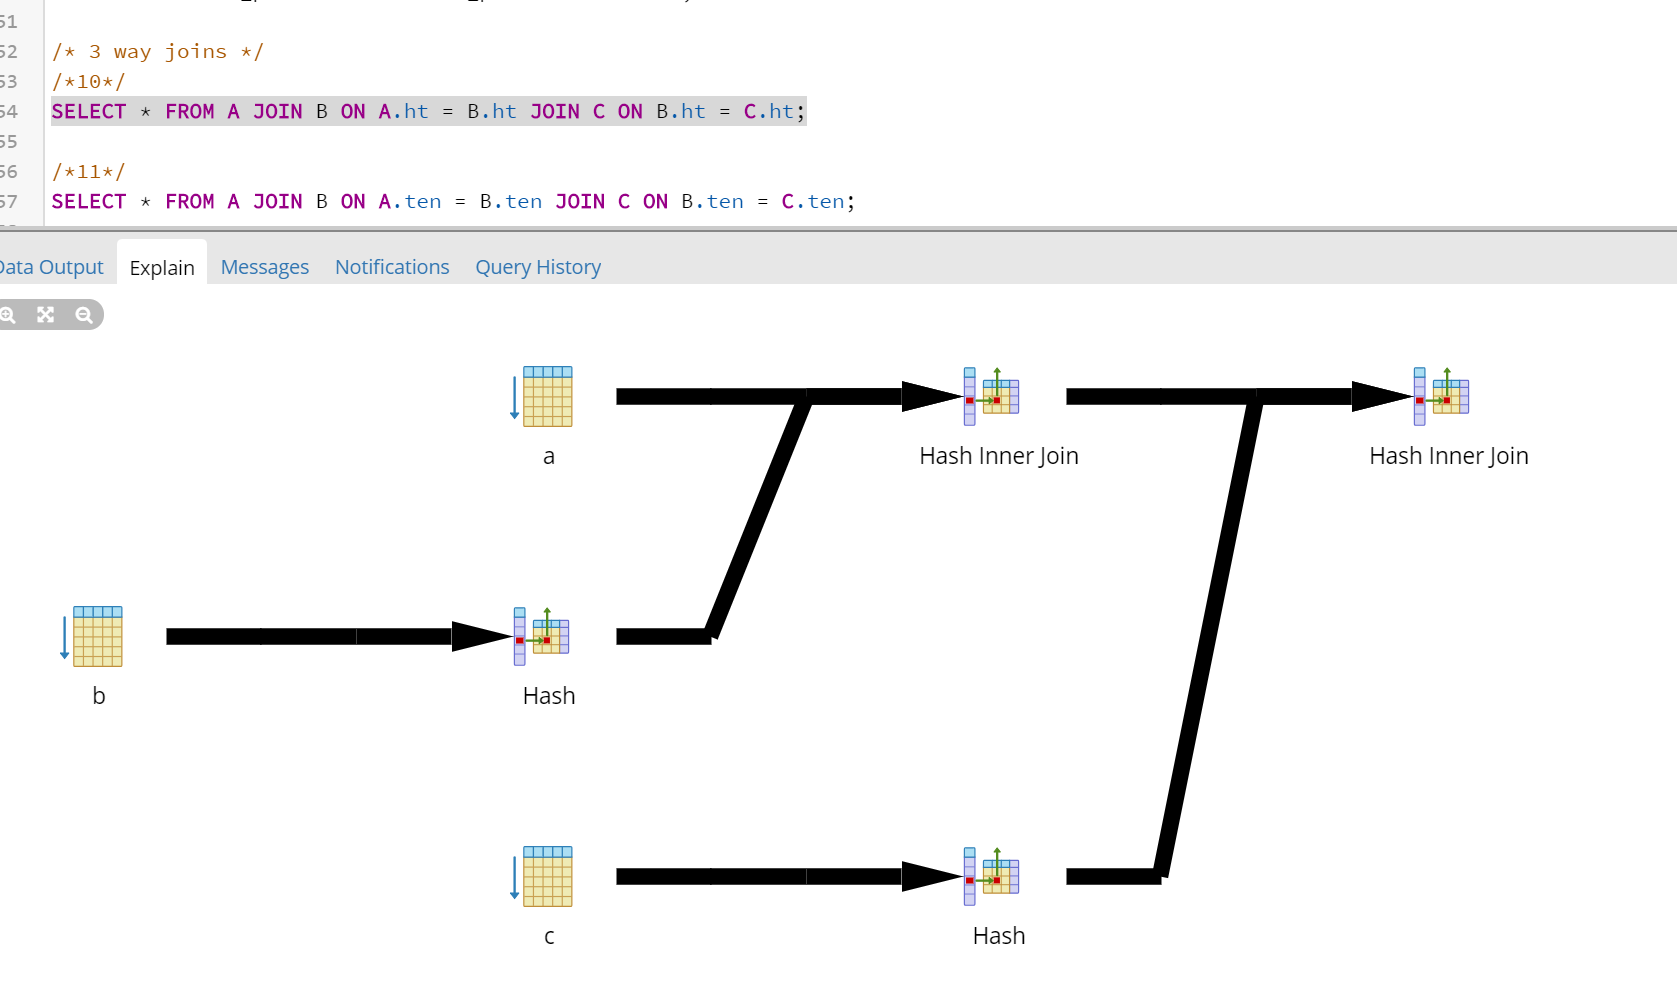 51
52 /* 3 way joins */
53 /*10*/
54 SELECT * FROM A JOIN B ON A.ht = B.ht JOIN C ON B.ht = C.ht;
55
56 /*11*/
57 SELECT * FROM A JOIN B ON A.ten = B.ten JOIN C ON B.ten = C.ten;
Data Output Explain Messages Notifications Query History
a Hash Inner Join Hash Inner Join
b Hash
c Hash